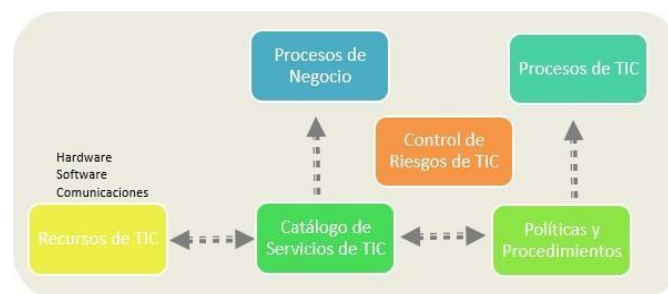 Procesos de
Negocio
Procesos de TIC
Control de
Riesgos de TIC
Hardware
Software
Comunicaciones
Recursos de TIC
Catálogo de
Servicios de TIC
Políticas y
Procedimientos